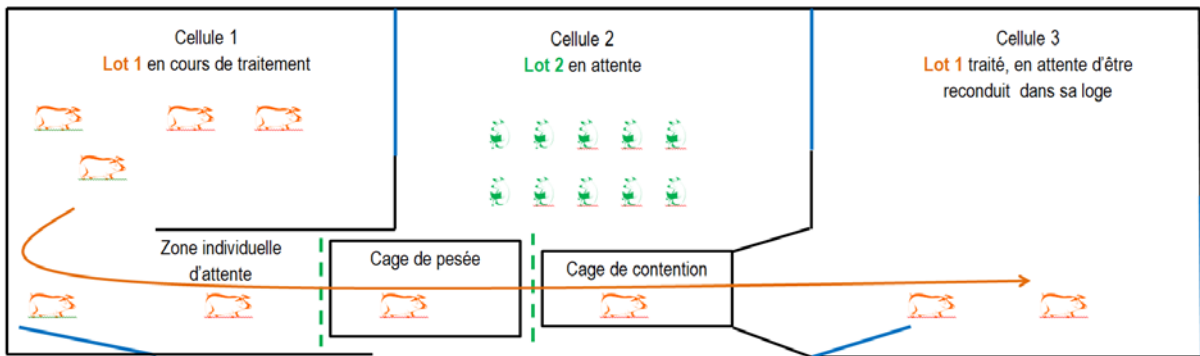 Cellule 1
Lot 1 en cours de traitement
Cellule 2
Lot 2 en attente
Cellule 3
Lot 1 traité, en attente d'être
reconduit dans sa loge
Zone individuelle
d'attente
Cage de pesée
Cage de contention